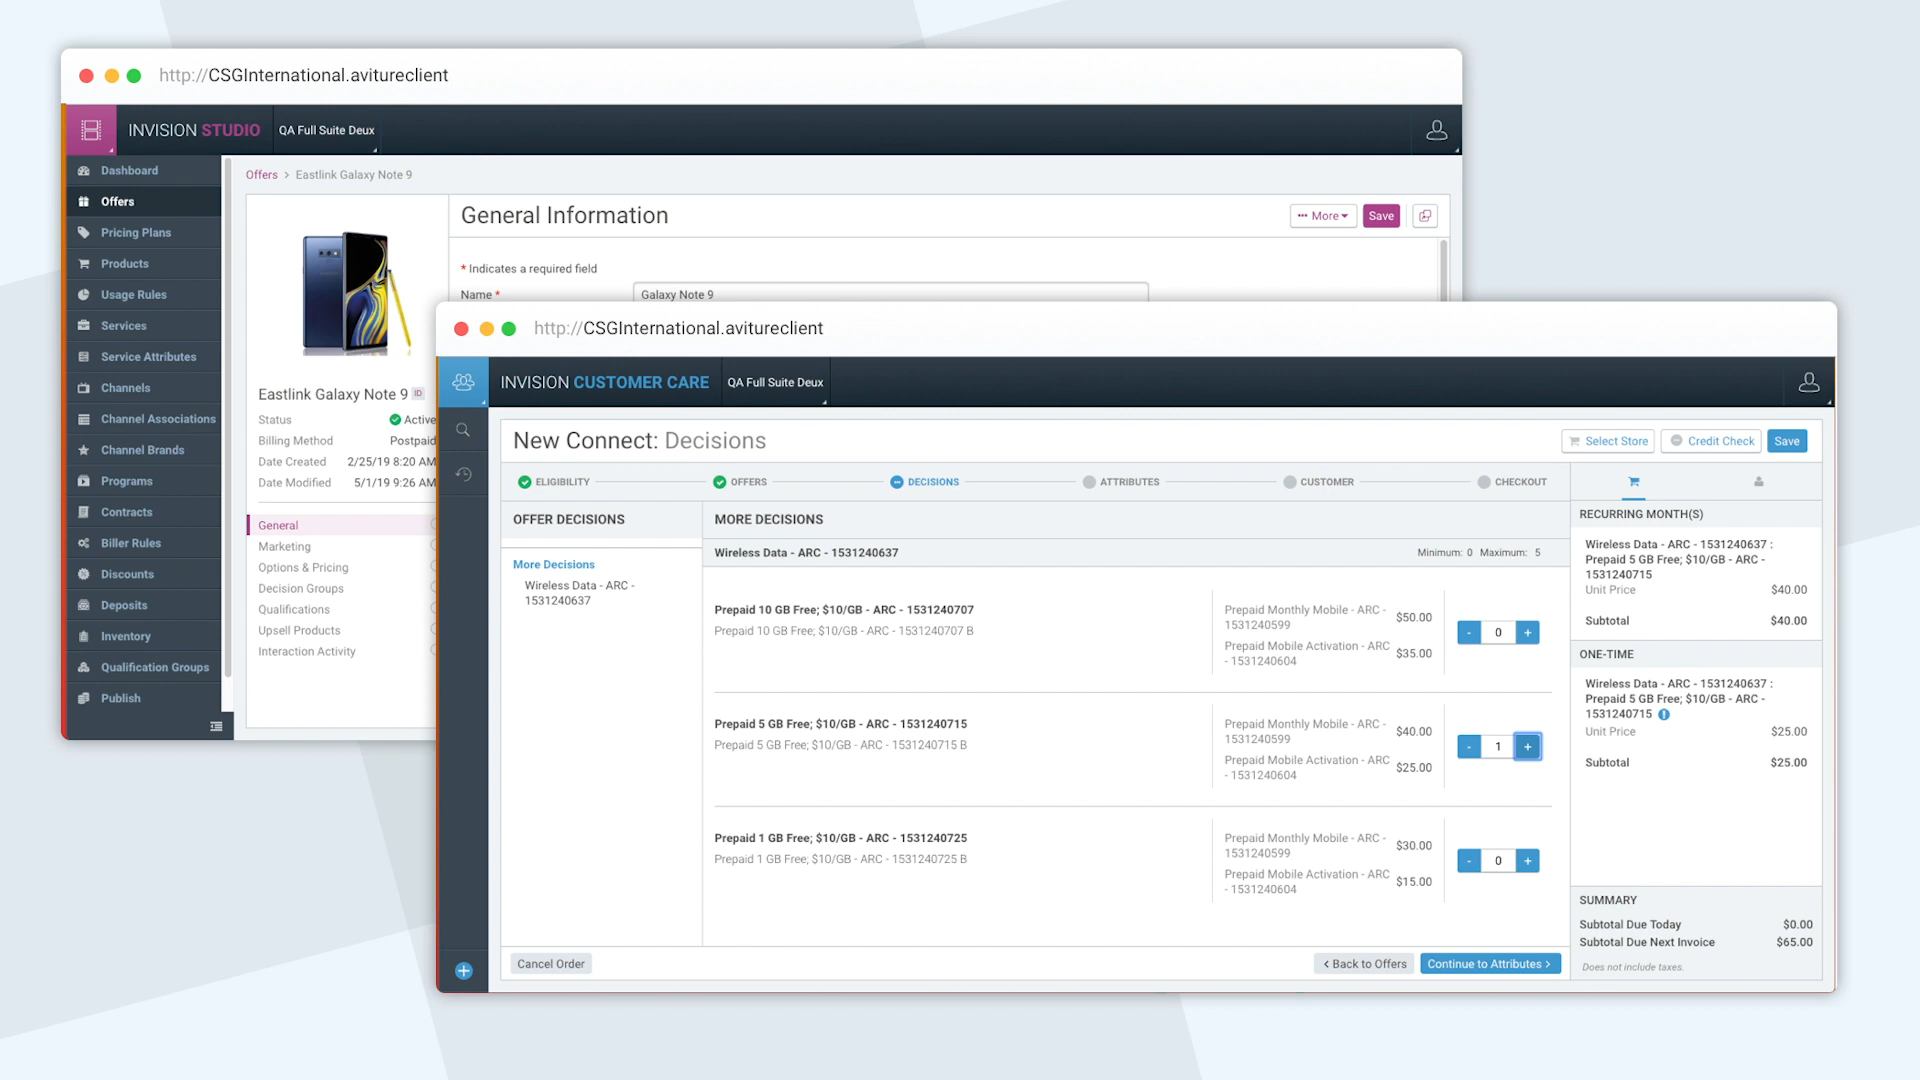 http://CSGInternational.avitureclient
INVISION STUDIO
QA Full Suite Deux
Dashboard
Offers
Pricing Plans
Products
Usage Rules
Services
Service Attributes
Channels
Channel Associations
Channel Brands
Programs
Contracts
Biller Rules
Discounts
Deposits
Inventory
Qualification Groups
Publish
Offers > Eastlink Galaxy Note 9
Eastlink Galaxy Note 9 ID
Status Active
Billing Method Postpaid
Date Created 2/25/19 8:20 AM
Date Modified 5/1/19 9:26 AM
General
Marketing
Options & Pricing
Decision Groups
Qualifications
Upsell Products
Interaction Activity
General Information
More
Save
* Indicates a required field
Name * Galaxy Note 9
http://CSGInternational.avitureclient
INVISION CUSTOMER CARE
QA Full Suite Deux
New Connect: Decisions
Select Store
Credit Check
Save
ELIGIBILITY
OFFERS
DECISIONS
ATTRIBUTES
CUSTOMER
CHECKOUT
OFFER DECISIONS
More Decisions
Wireless Data - ARC -
1531240637
MORE DECISIONS
Wireless Data - ARC - 1531240637
Minimum: 0 Maximum: 5
Prepaid 10 GB Free; $10/GB - ARC - 1531240707
Prepaid 10 GB Free; $10/GB - ARC - 1531240707 B
Prepaid Monthly Mobile - ARC -
1531240599
$50.00
Prepaid Mobile Activation - ARC
- 1531240604
$35.00
- 0 +
Prepaid 5 GB Free; $10/GB - ARC - 1531240715
Prepaid 5 GB Free; $10/GB - ARC - 1531240715 B
Prepaid Monthly Mobile - ARC -
1531240599
$40.00
Prepaid Mobile Activation - ARC
- 1531240604
$25.00
- 1 +
Prepaid 1 GB Free; $10/GB - ARC - 1531240725
Prepaid 1 GB Free; $10/GB - ARC - 1531240725 B
Prepaid Monthly Mobile - ARC -
1531240599
$30.00
Prepaid Mobile Activation - ARC
- 1531240604
$15.00
- 0 +
Cancel Order
< Back to Offers
Continue to Attributes >
RECURRING MONTH(S)
Wireless Data - ARC - 1531240637 :
Prepaid 5 GB Free; $10/GB - ARC -
1531240715
Unit Price $40.00
Subtotal $40.00
ONE-TIME
Wireless Data - ARC - 1531240637 :
Prepaid 5 GB Free; $10/GB - ARC -
1531240715
Unit Price $25.00
Subtotal $25.00
SUMMARY
Subtotal Due Today $0.00
Subtotal Due Next Invoice $65.00
Does not include taxes.